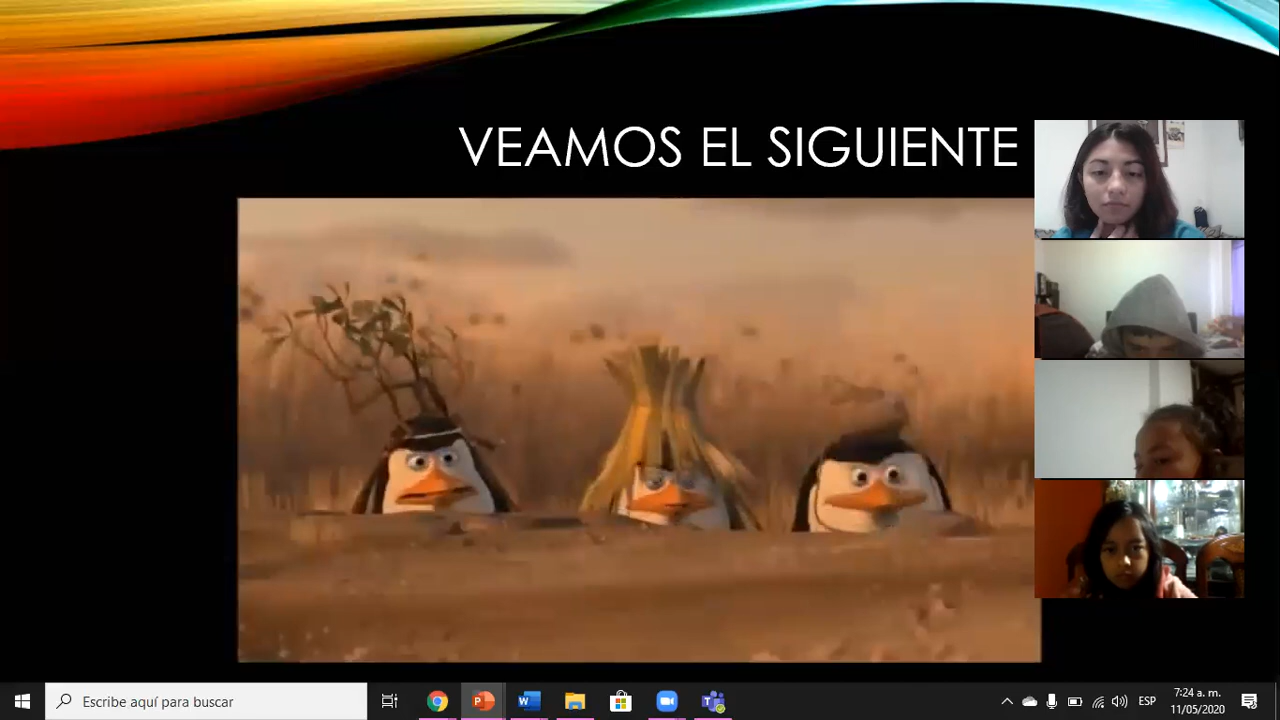 VEAMOS EL SIGUIENTE
Escribe aquí para buscar
ESP
7:24 a. m.
11/05/2020